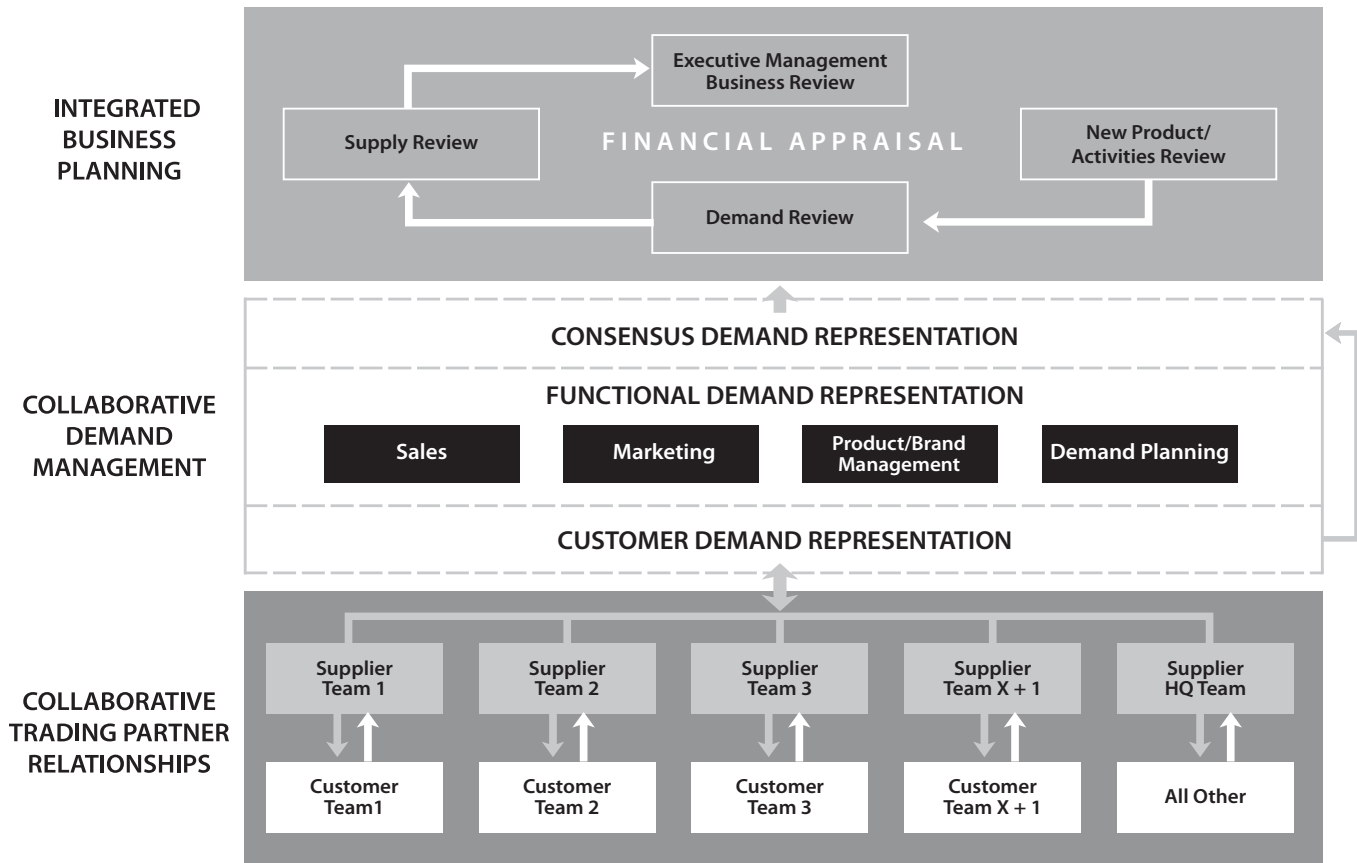 INTEGRATED
BUSINESS
PLANNING
Executive Management
Business Review
Supply Review
FINANCIAL APPRAISAL
New Product/
Activities Review
Demand Review
COLLABORATIVE
DEMAND
MANAGEMENT
CONSENSUS DEMAND REPRESENTATION
FUNCTIONAL DEMAND REPRESENTATION
Sales
Marketing
Product/Brand
Management
Demand Planning
CUSTOMER DEMAND REPRESENTATION
COLLABORATIVE
TRADING PARTNER
RELATIONSHIPS
Supplier
Team 1
Supplier
Team 2
Supplier
Team 3
Supplier
Team X + 1
Supplier
HQ Team
Customer
Team1
Customer
Team 2
Customer
Team 3
Customer
Team X + 1
All Other